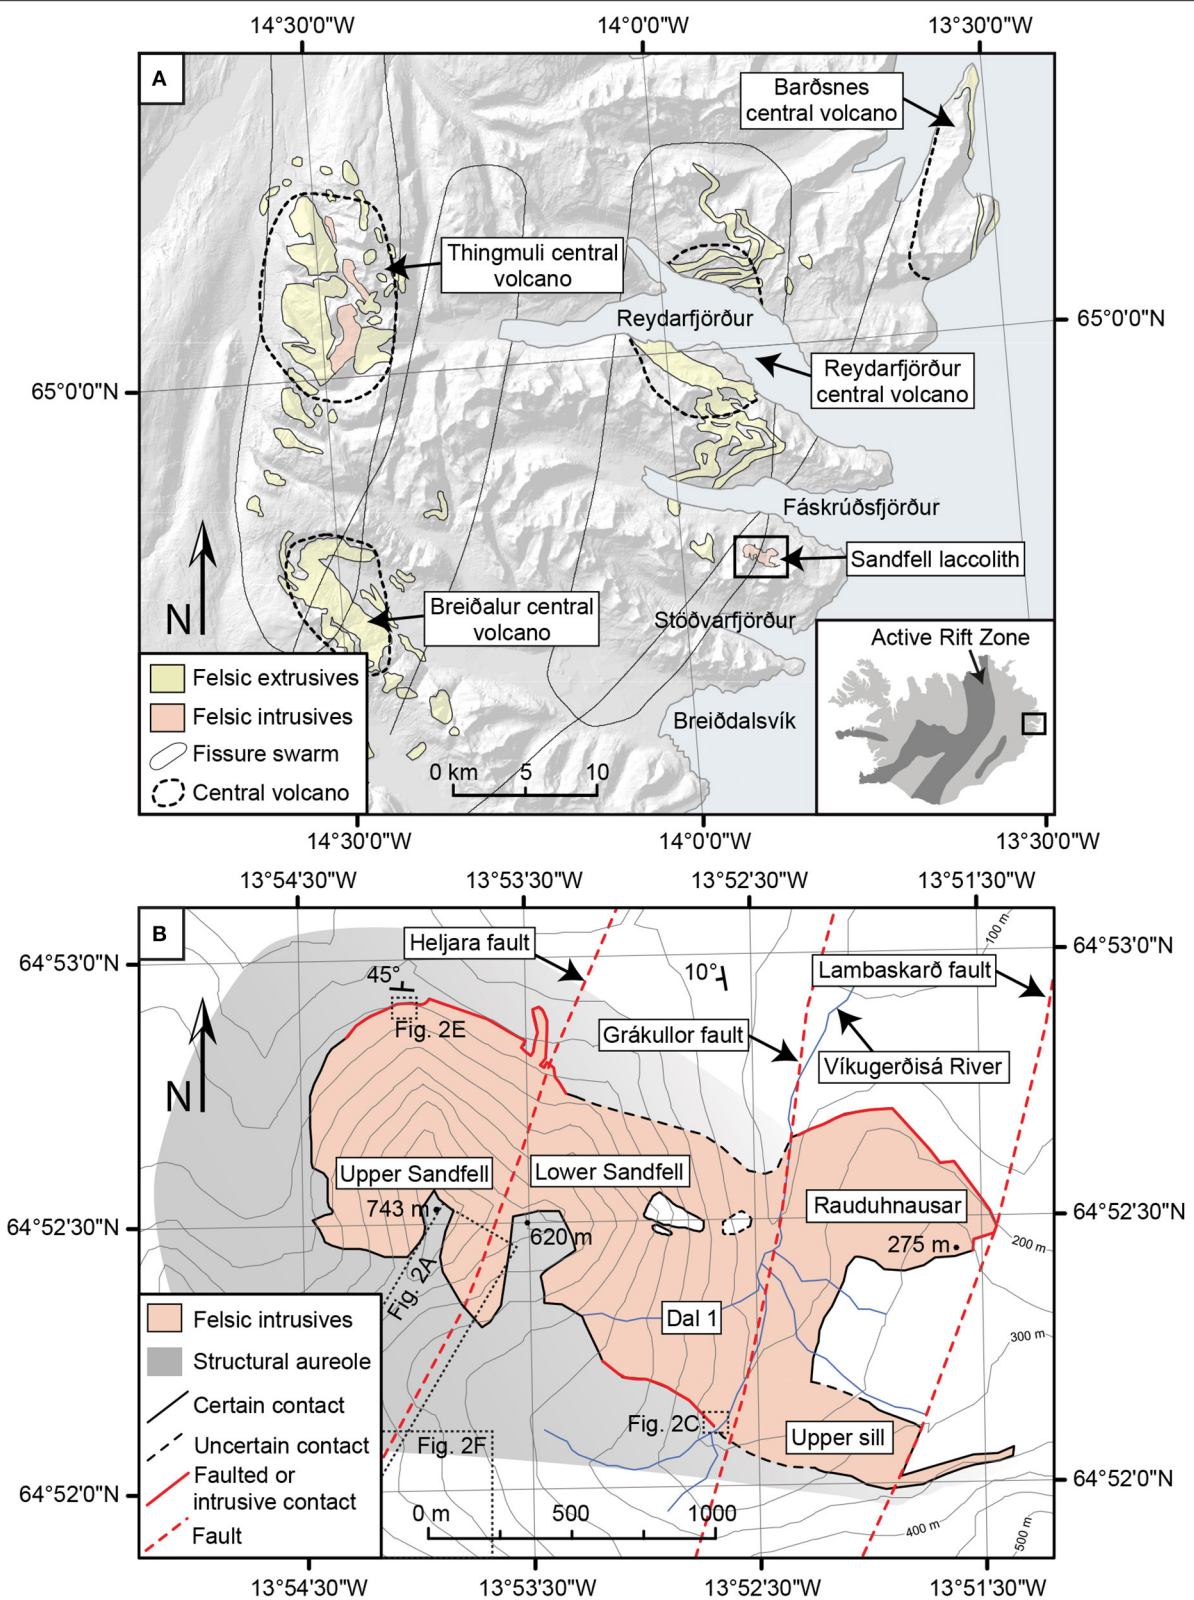 14°30'0"W
14°0'0"W
13°30'0"W
A
Barðsnes
central volcano
Thingmuli central
volcano
Reydarfjörður
65°0'0"N
Reydarfjörður
central volcano
65°0'0"N
Fáskrúðsfjörður
Sandfell laccolith
N
Breiðalur central
volcano
Stöðvarfjörður
Active Rift Zone
Felsic extrusives
Felsic intrusives
Fissure swarm
Central volcano
Breiðdalsvík
0 km
5
10
14°30'0"W
14°0'0"W
13°30'0"W
13°54'30"W
13°53'30"W
13°52'30"W
13°51'30"W
B
100 m
Heljara fault
64°53'0"N
64°53'0"N
45°
10°
Lambaskarð fault
Fig. 2E
Grákullor fault
Víkugerðisá River
N
Upper Sandfell
Lower Sandfell
743 m
Rauduhnausar
64°52'30"N
64°52'30"N
620 m
275 m
200 m
Fig. 2A
Dal 1
300 m
Felsic intrusives
Structural aureole
Certain contact
Uncertain contact
Faulted or
intrusive contact
Fault
Fig. 2C
Upper sill
Fig. 2F
64°52'0"N
64°52'0"N
0 m
500
1000
400 m
500 m
13°54'30"W
13°53'30"W
13°52'30"W
13°51'30"W